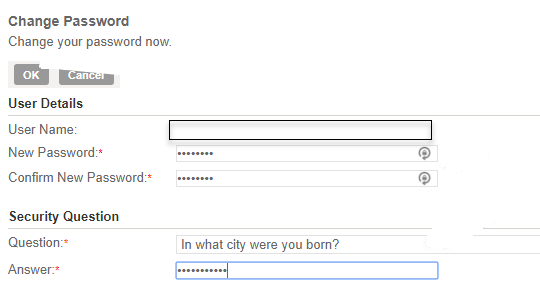 Change Password
Change your password now.
OK Cancel
User Details
User Name:
New Password:* ••••••••
Confirm New Password:* ••••••••
Security Question
Question:* In what city were you born?
Answer:* •••••••••••